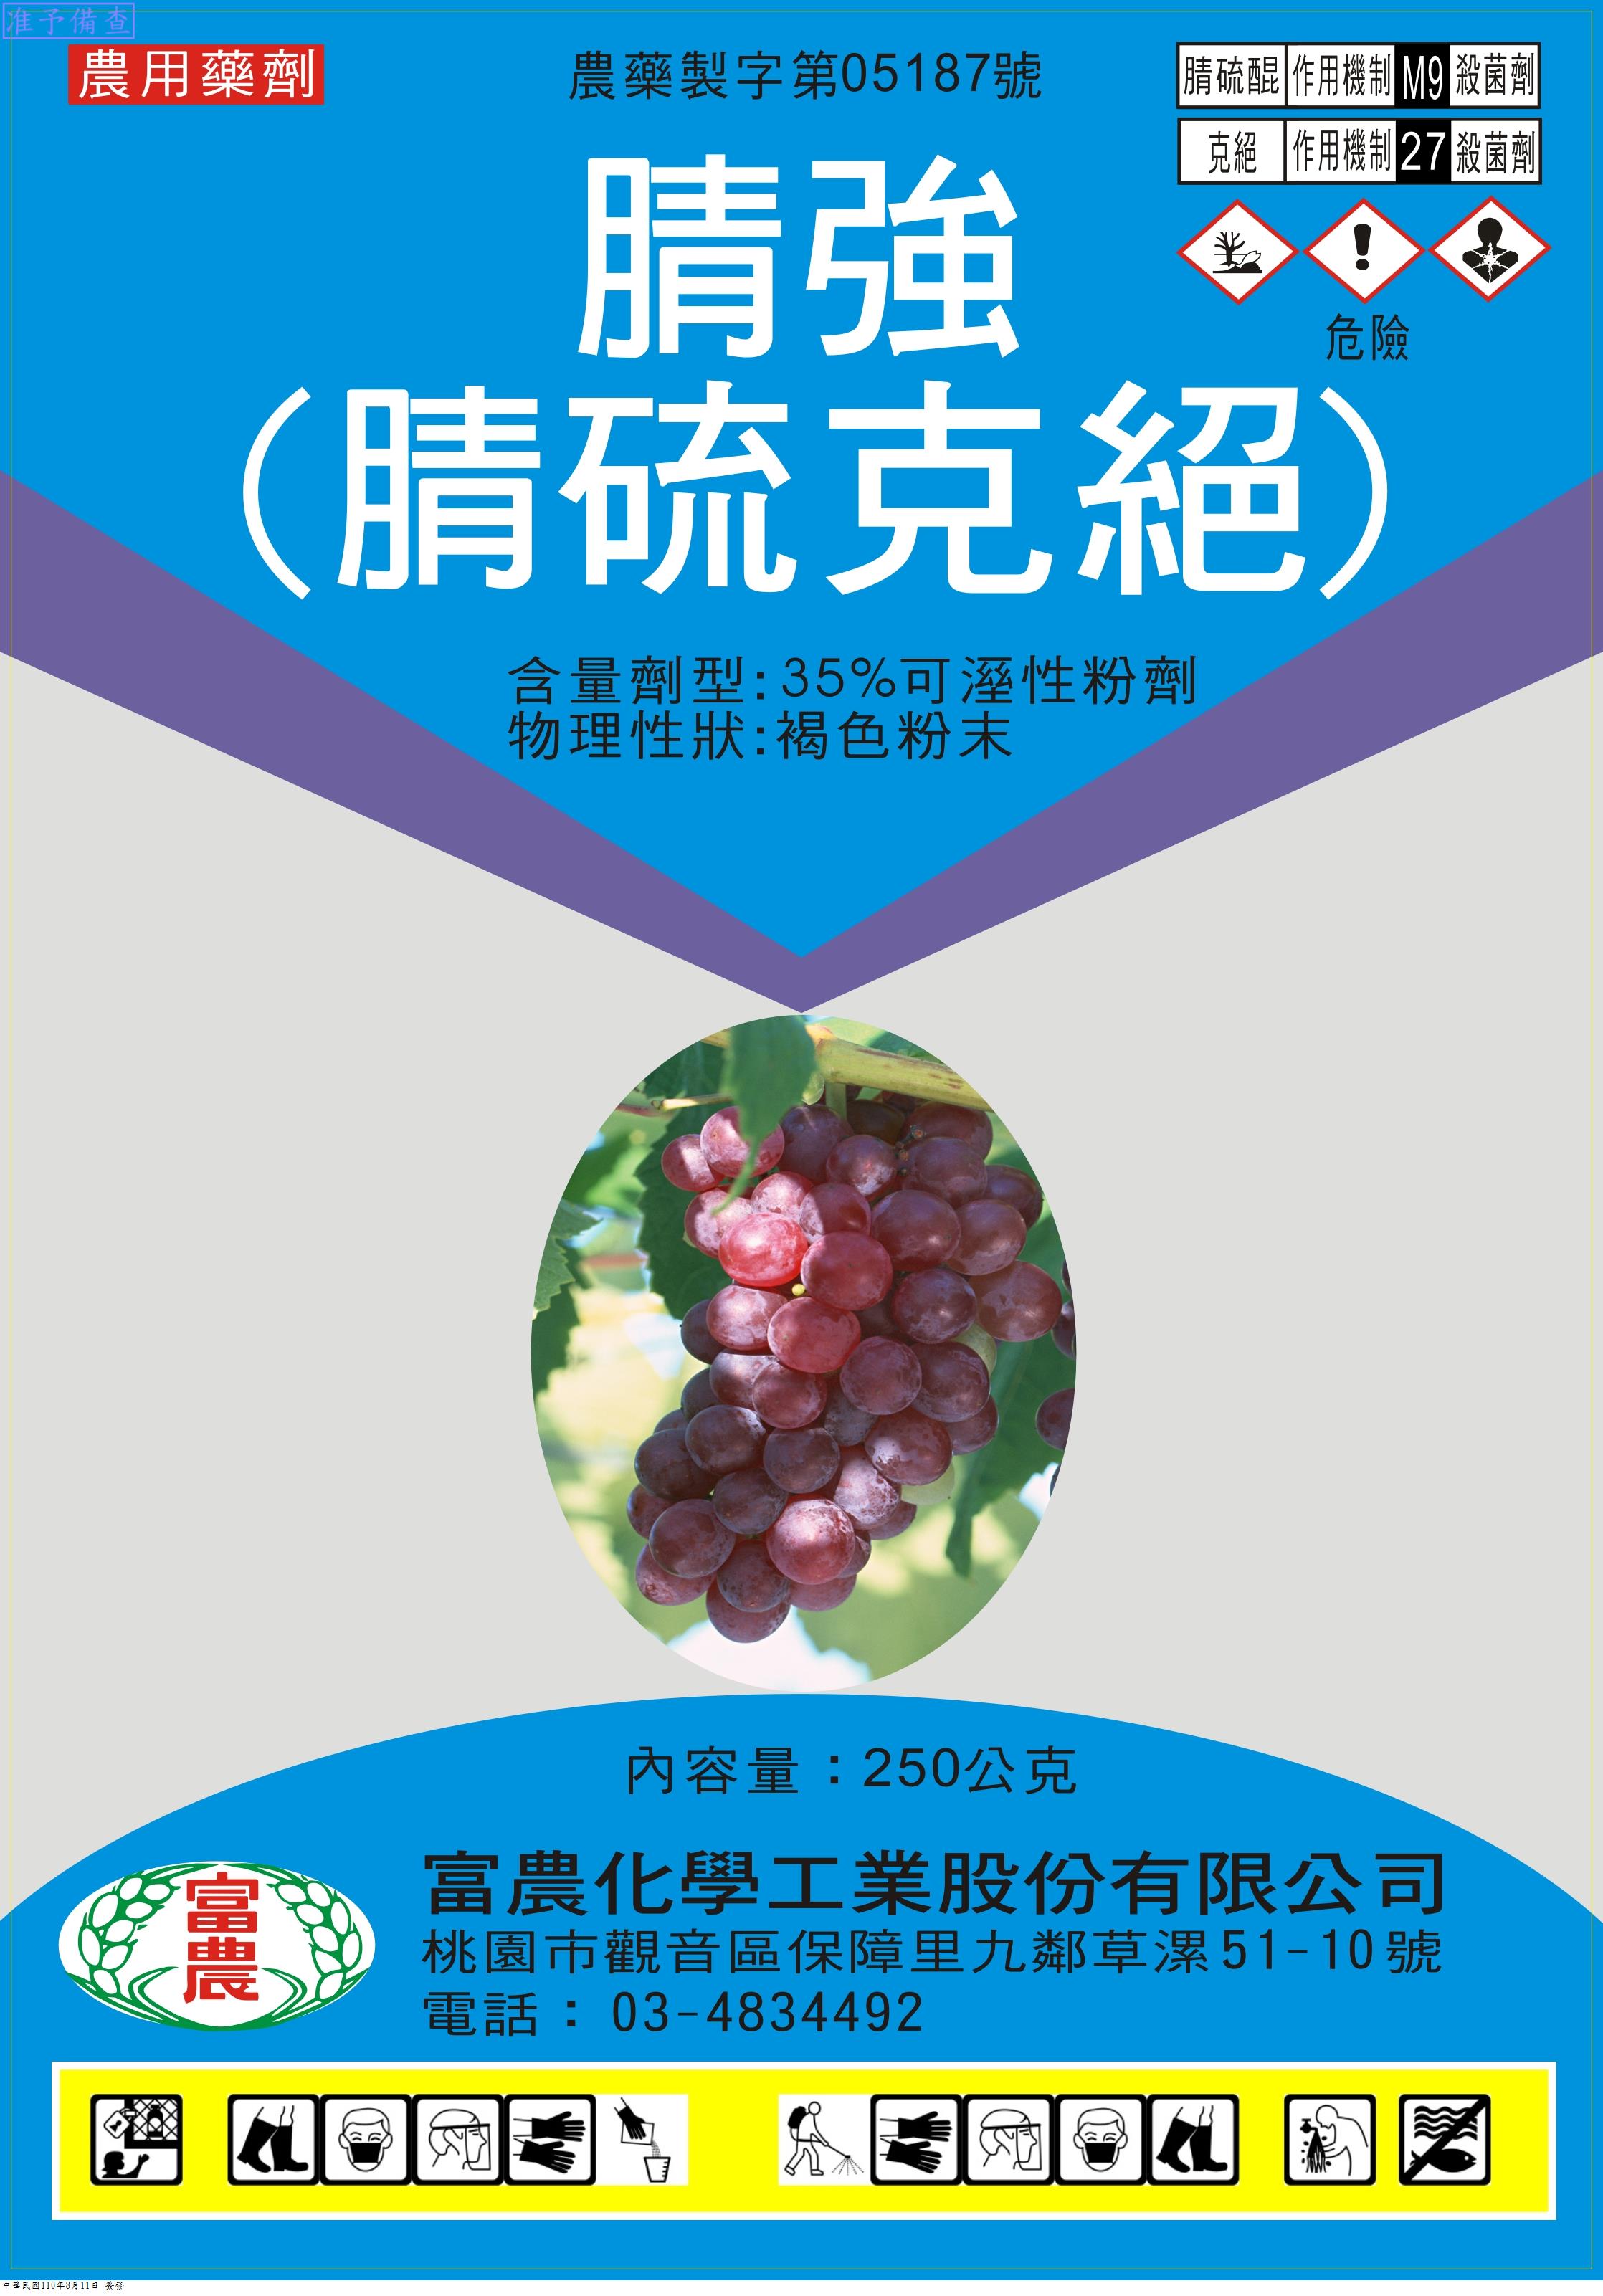 准予備查
農用藥劑
農藥製字第05187號
腈硫醌 作用機制 M9 殺菌劑
克絕 作用機制 27 殺菌劑
危險
腈強
(腈硫克絕)
含量劑型:35%可溼性粉劑
物理性狀:褐色粉末
內容量：250公克
富農
富農化學工業股份有限公司
桃園市觀音區保障里九鄰草漯51-10號
電話：03-4834492
中華民國110年8月11日 簽發